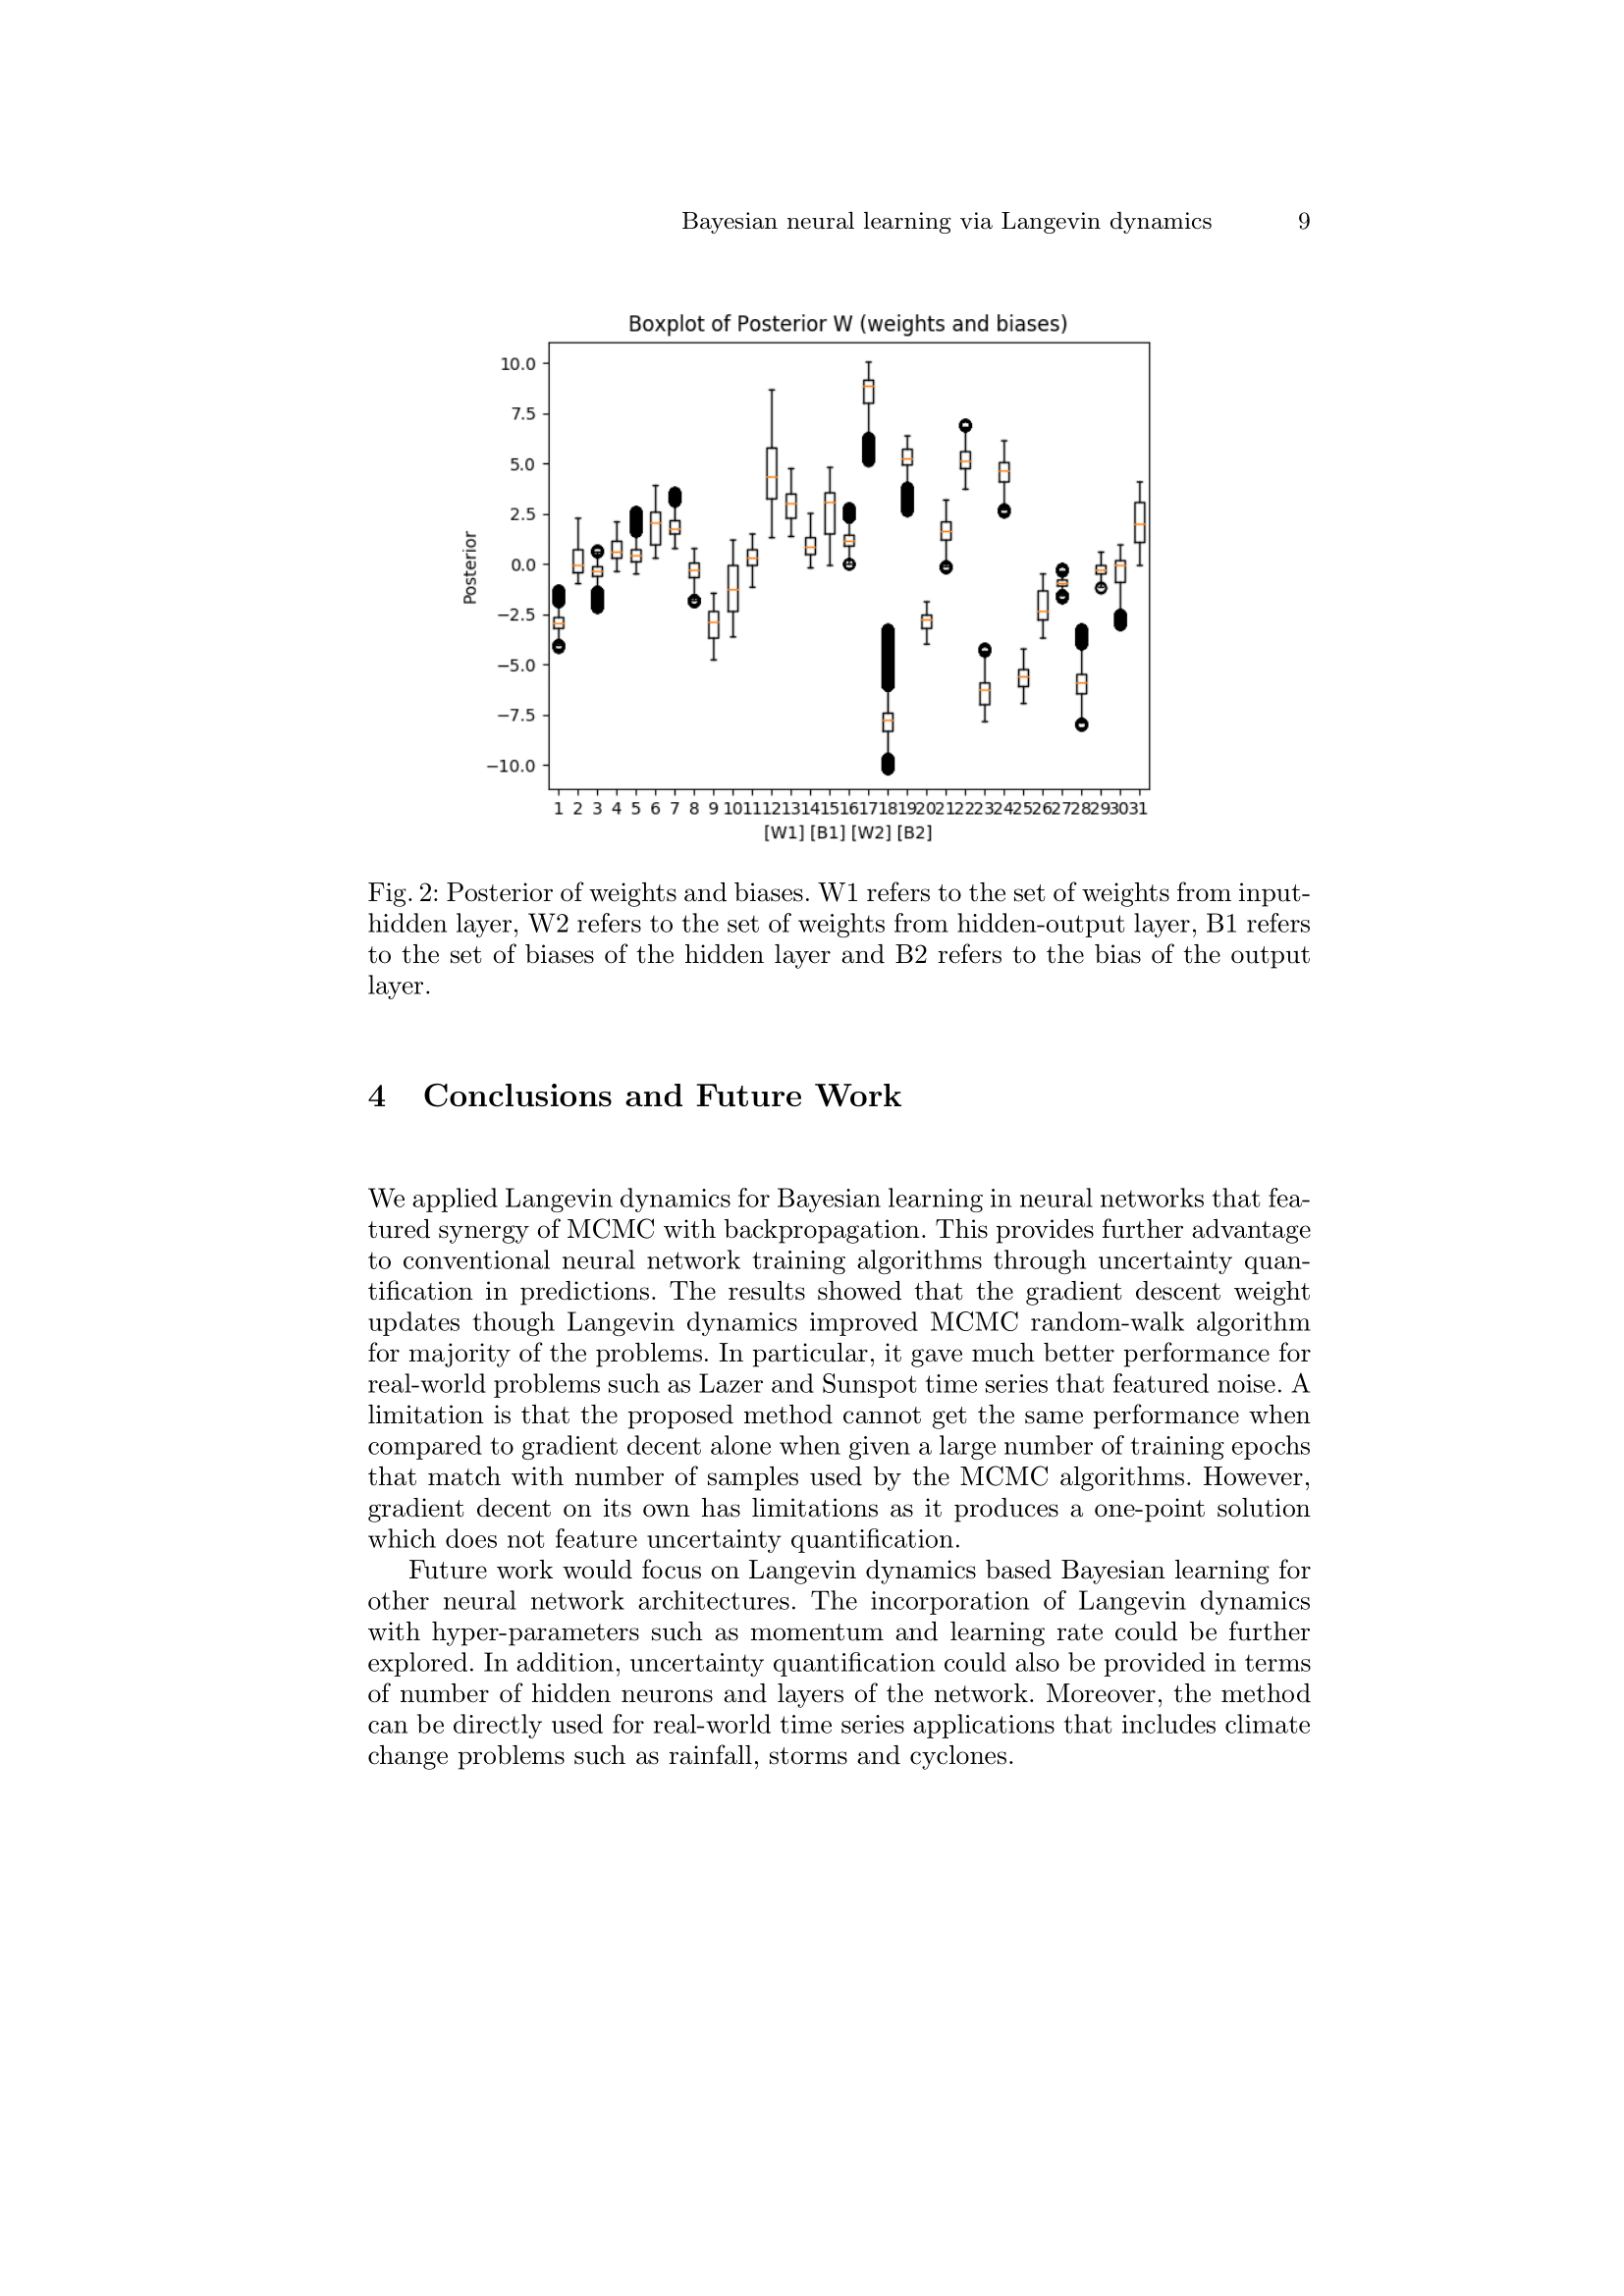 Bayesian neural learning via Langevin dynamics 9
Boxplot of Posterior W (weights and biases)
10.0
7.5
5.0
2.5
0.0
−2.5
−5.0
−7.5
−10.0
Posterior
1 2 3 4 5 6 7 8 9 10 11 12 13 14 15 16 17 18 19 20 21 22 23 24 25 26 27 28 29 30 31
[W1] [B1] [W2] [B2]
Fig. 2: Posterior of weights and biases. W1 refers to the set of weights from input-
hidden layer, W2 refers to the set of weights from hidden-output layer, B1 refers
to the set of biases of the hidden layer and B2 refers to the bias of the output
layer.
4 Conclusions and Future Work
We applied Langevin dynamics for Bayesian learning in neural networks that fea-
tured synergy of MCMC with backpropagation. This provides further advantage
to conventional neural network training algorithms through uncertainty quan-
tification in predictions. The results showed that the gradient descent weight
updates though Langevin dynamics improved MCMC random-walk algorithm
for majority of the problems. In particular, it gave much better performance for
real-world problems such as Lazer and Sunspot time series that featured noise. A
limitation is that the proposed method cannot get the same performance when
compared to gradient decent alone when given a large number of training epochs
that match with number of samples used by the MCMC algorithms. However,
gradient decent on its own has limitations as it produces a one-point solution
which does not feature uncertainty quantification.
Future work would focus on Langevin dynamics based Bayesian learning for
other neural network architectures. The incorporation of Langevin dynamics
with hyper-parameters such as momentum and learning rate could be further
explored. In addition, uncertainty quantification could also be provided in terms
of number of hidden neurons and layers of the network. Moreover, the method
can be directly used for real-world time series applications that includes climate
change problems such as rainfall, storms and cyclones.